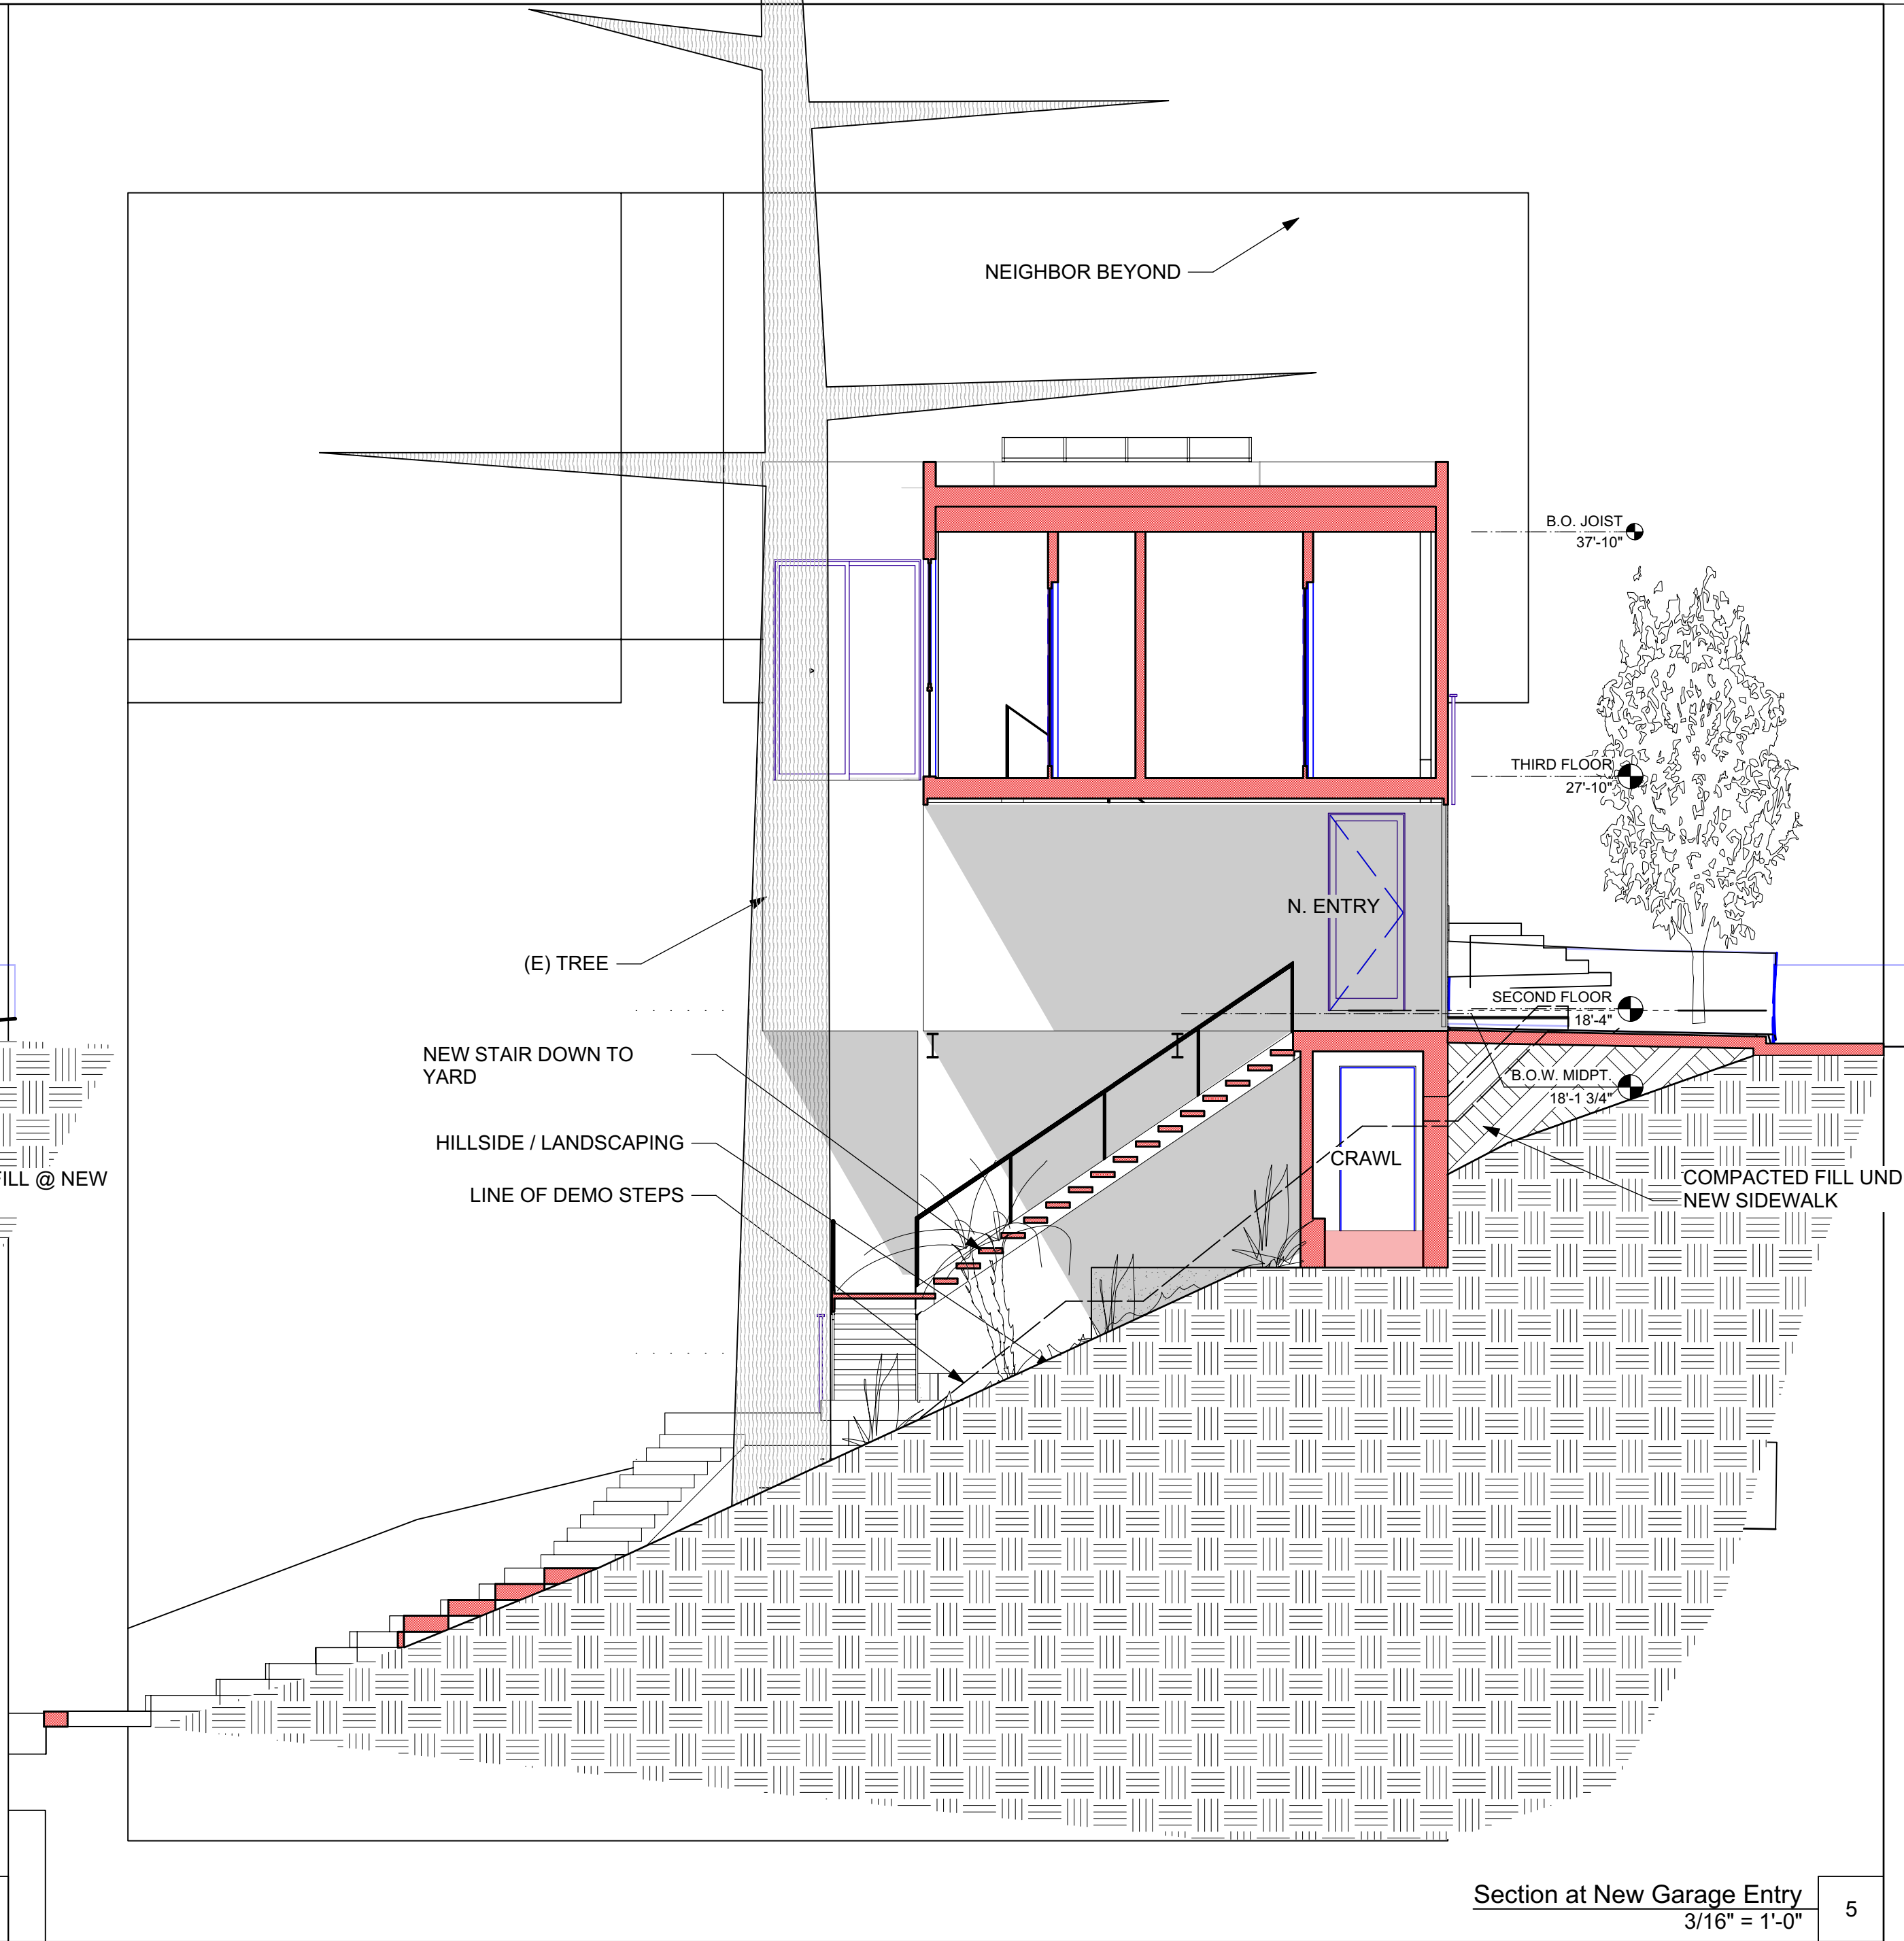 NEIGHBOR BEYOND
B.O. JOIST
37'-10"
THIRD FLOOR
27'-10"
N. ENTRY
(E) TREE
SECOND FLOOR
18'-4"
NEW STAIR DOWN TO
YARD
B.O.W. MIDPT.
18'-1 3/4"
HILLSIDE / LANDSCAPING
CRAWL
LINE OF DEMO STEPS
FILL @ NEW
COMPACTED FILL UND
NEW SIDEWALK
Section at New Garage Entry
3/16" = 1'-0"
5